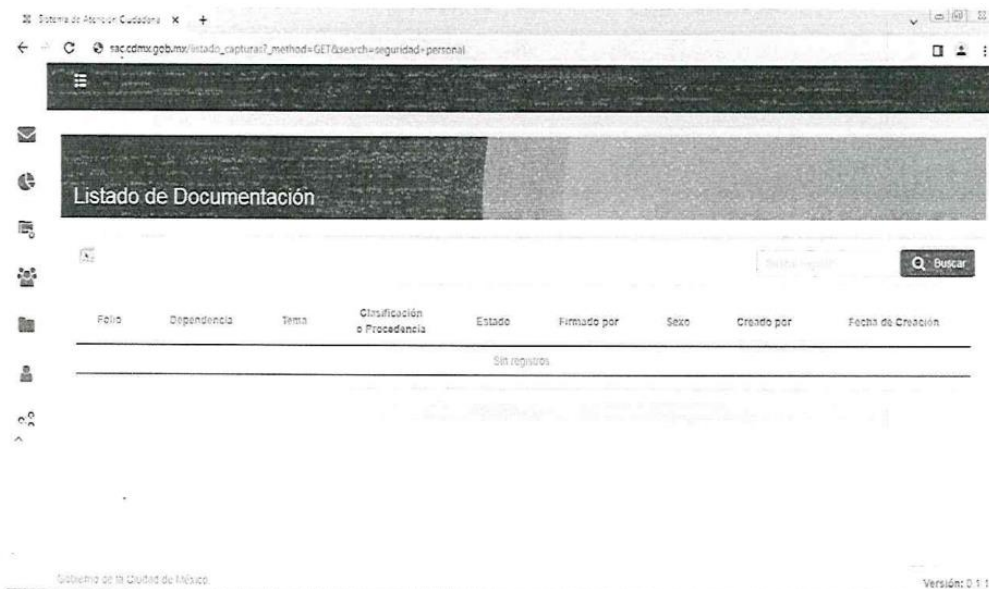 Sistema de Atención Ciudadana
sac.cdmx.gob.mx/listado_capturas?_method=GET&search=seguridad+personal
Listado de Documentación
Buscar
Folio Dependencia Tema Clasificación o Procedencia Estado Firmado por Sexo Creado por Fecha de Creación
Sin registros
Gobierno de la Ciudad de México.
Versión: 0.1.1